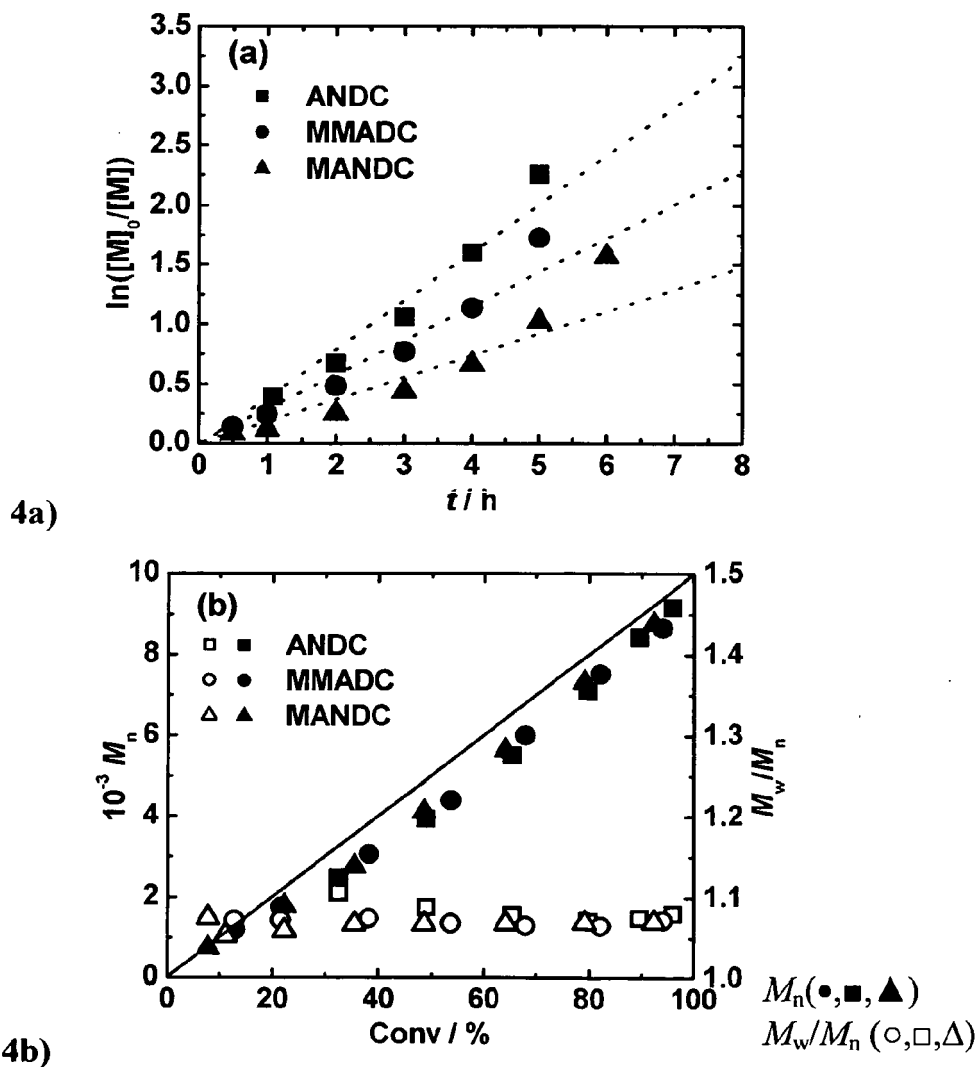 3.5
(a)
3.0
■ ANDC
2.5
● MMADC
▲ MANDC
2.0
1.5
1.0
0.5
0.0
ln([M]₀/[M])
0 1 2 3 4 5 6 7 8
t / h
4a)
10 1.5
(b)
□ ■ ANDC
8 1.4
○ ● MMADC
△ ▲ MANDC
6 1.3
4 1.2
2 1.1
0 1.0
10⁻³ Mₙ
M_w/Mₙ
0 20 40 60 80 100
Conv / %
Mₙ(●,■,▲)
M_w/Mₙ (○,□,△)
4b)